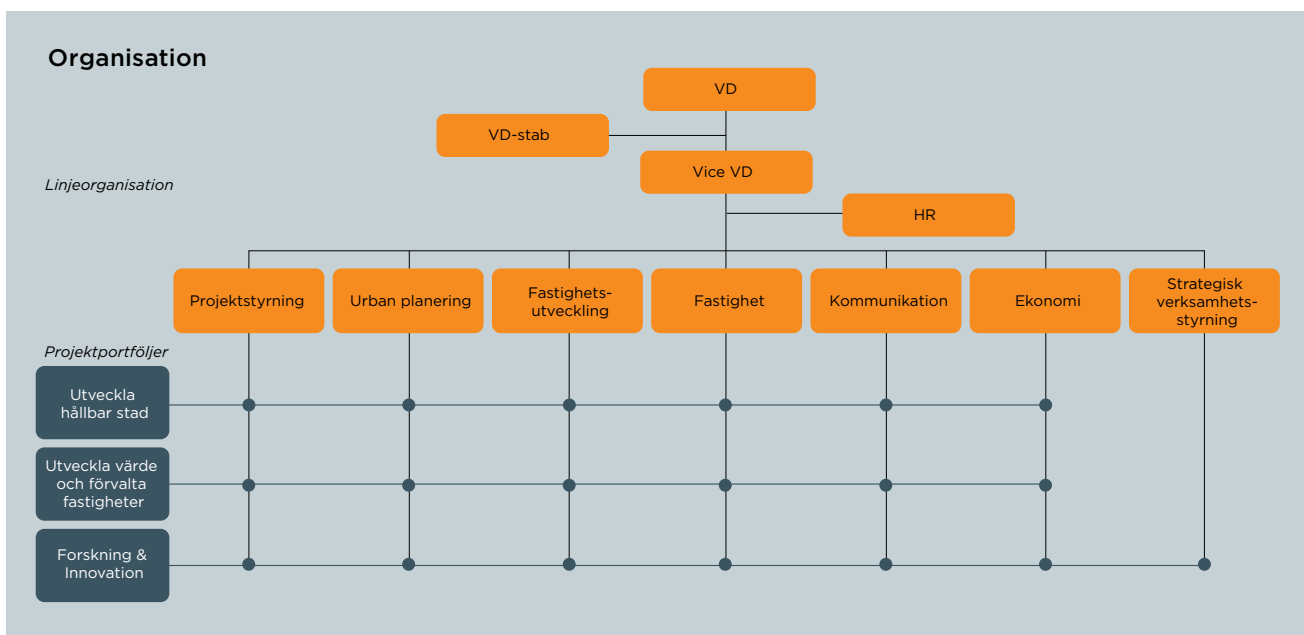 Organisation
VD
VD-stab
Vice VD
Linjeorganisation
HR
Projektstyrning
Urban planering
Fastighets-
utveckling
Fastighet
Kommunikation
Ekonomi
Strategisk
verksamhets-
styrning
Projektportföljer
Utveckla
hållbar stad
Utveckla värde
och förvalta
fastigheter
Forskning &
Innovation